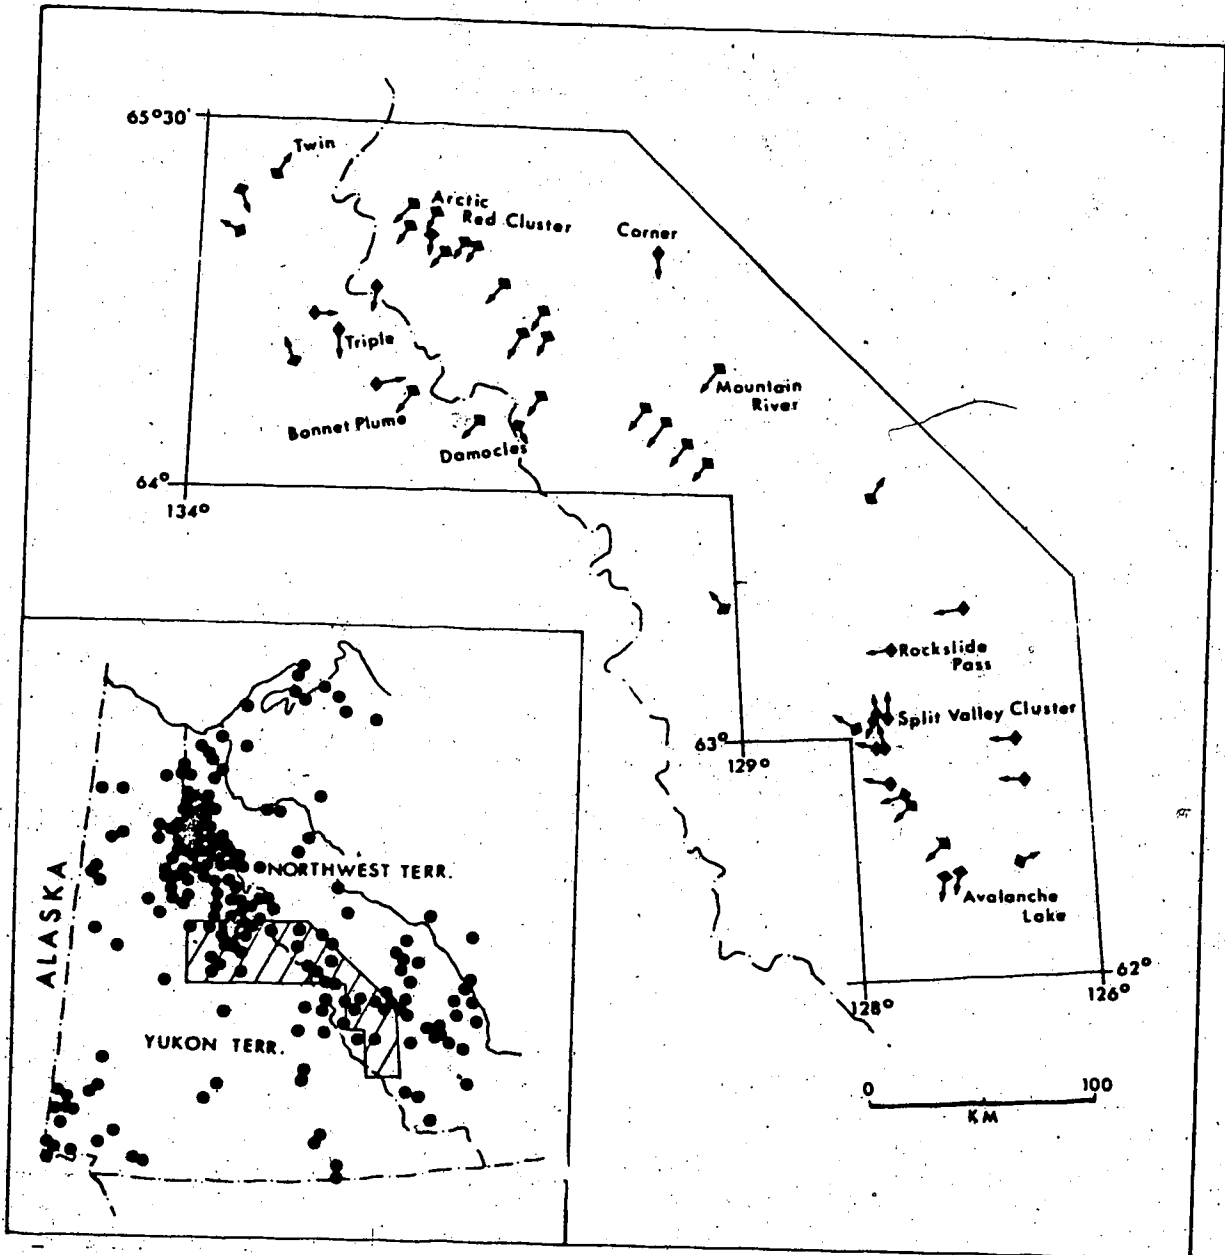 65°30'
Twin
Arctic
Red Cluster
Corner
Triple
Mountain
River
Bonnet Plume
Damocles
64°
134°
Rockslide
Pass
Split Valley Cluster
63°
129°
Avalanche
Lake
62°
126°
128°
0
100
KM
NORTHWEST TERR.
ALASKA
YUKON TERR.